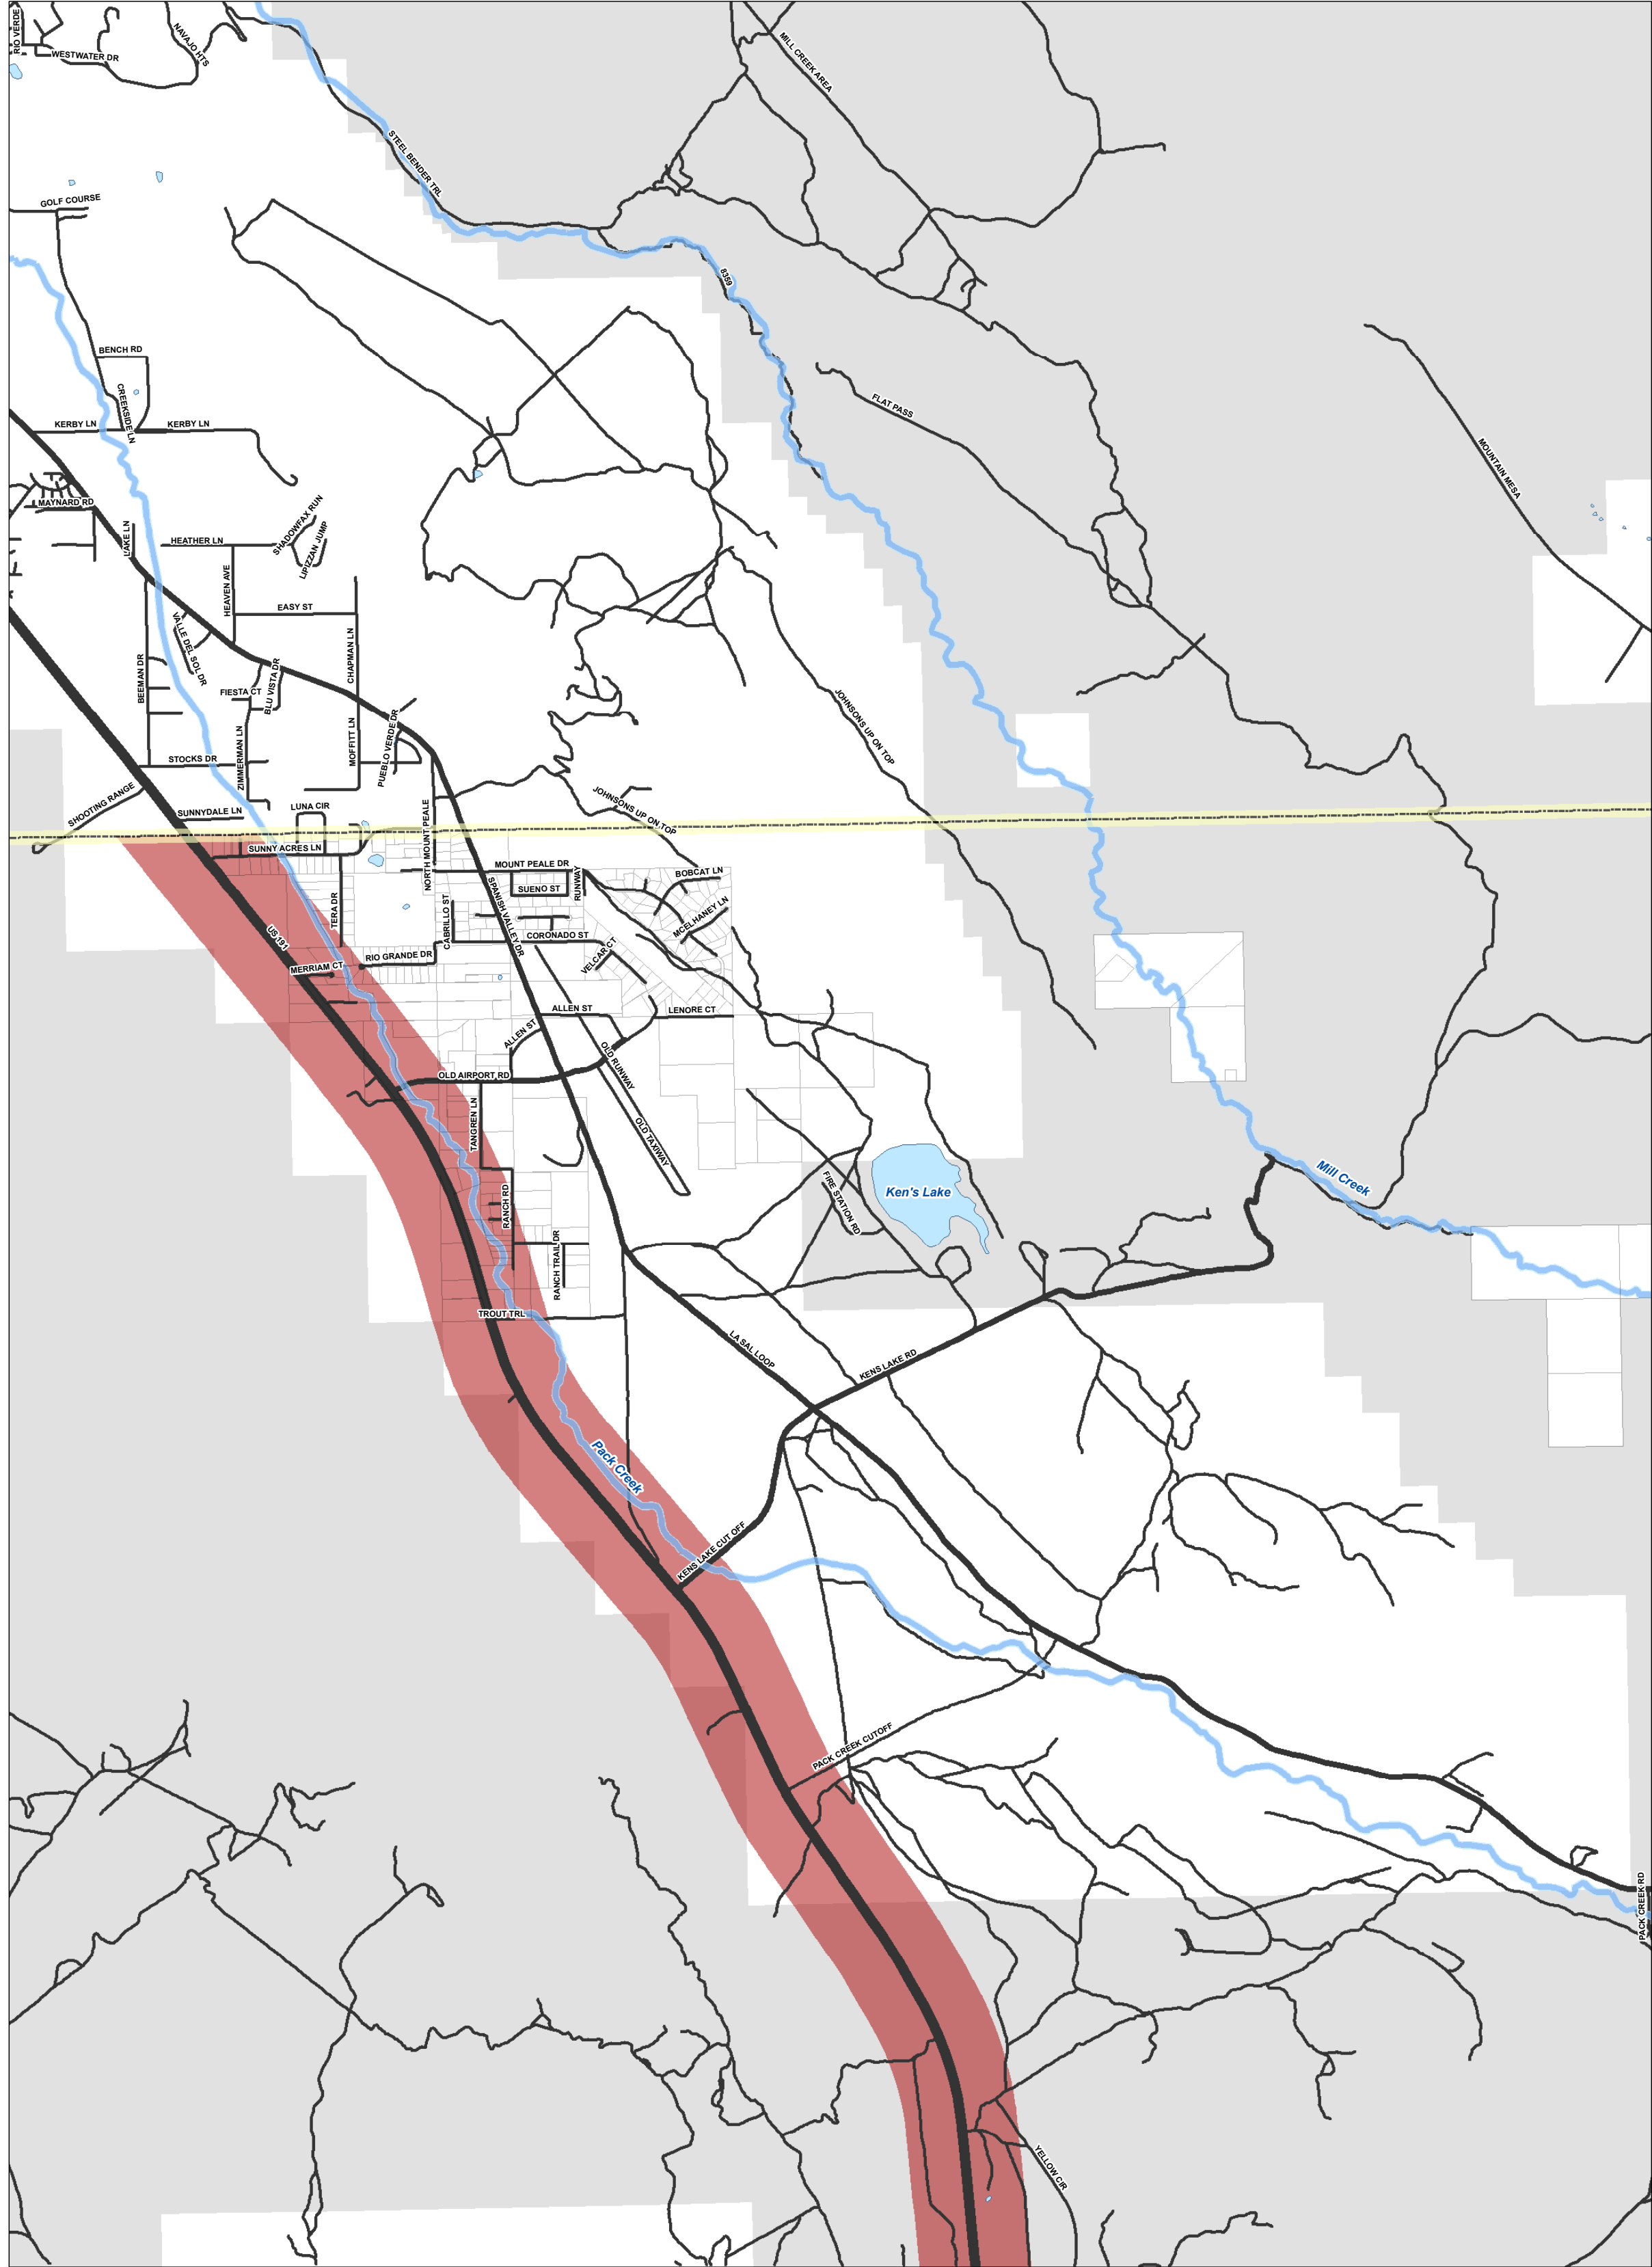 RIO VERDE
WESTWATER DR
NAVAJO HTS
MILL CREEK AREA
STEEL BENDER TRL
GOLF COURSE
8359
BENCH RD
CREEKSIDE LN
KERBY LN
KERBY LN
FLAT PASS
MOUNTAIN MESA
MAYNARD RD
LAKE LN
HEATHER LN
SHADOWFAX RUN
LIPIZZAN JUMP
HEAVEN AVE
EASY ST
VALLE DEL SOL DR
CHAPMAN LN
BEEMAN DR
FIESTA CT
BLU VISTA DR
JOHNSONS UP ON TOP
ZIMMERMAN LN
MOFFITT LN
PUEBLO VERDE DR
STOCKS DR
SHOOTING RANGE
SUNNYDALE LN
LUNA CIR
JOHNSONS UP ON TOP
NORTH MOUNT PEALE
SUNNY ACRES LN
MOUNT PEALE DR
BOBCAT LN
SUENO ST
RUNWAY
SPANISH VALLEY DR
TERA DR
CABRILLO ST
MCELHANEY LN
US 191
CORONADO ST
RIO GRANDE DR
VELCAR CT
MERRIAM CT
ALLEN ST
LENORE CT
ALLEN ST
OLD RUNWAY
OLD AIRPORT RD
TANGREN LN
OLD TAXIWAY
Mill Creek
Ken's Lake
FIRE STATION RD
RANCH RD
RANCH TRAIL DR
TROUT TRL
LA SAL LOOP
KENS LAKE RD
Pack Creek
KENS LAKE CUT OFF
PACK CREEK CUTOFF
PACK CREEK RD
YELLOW CIR